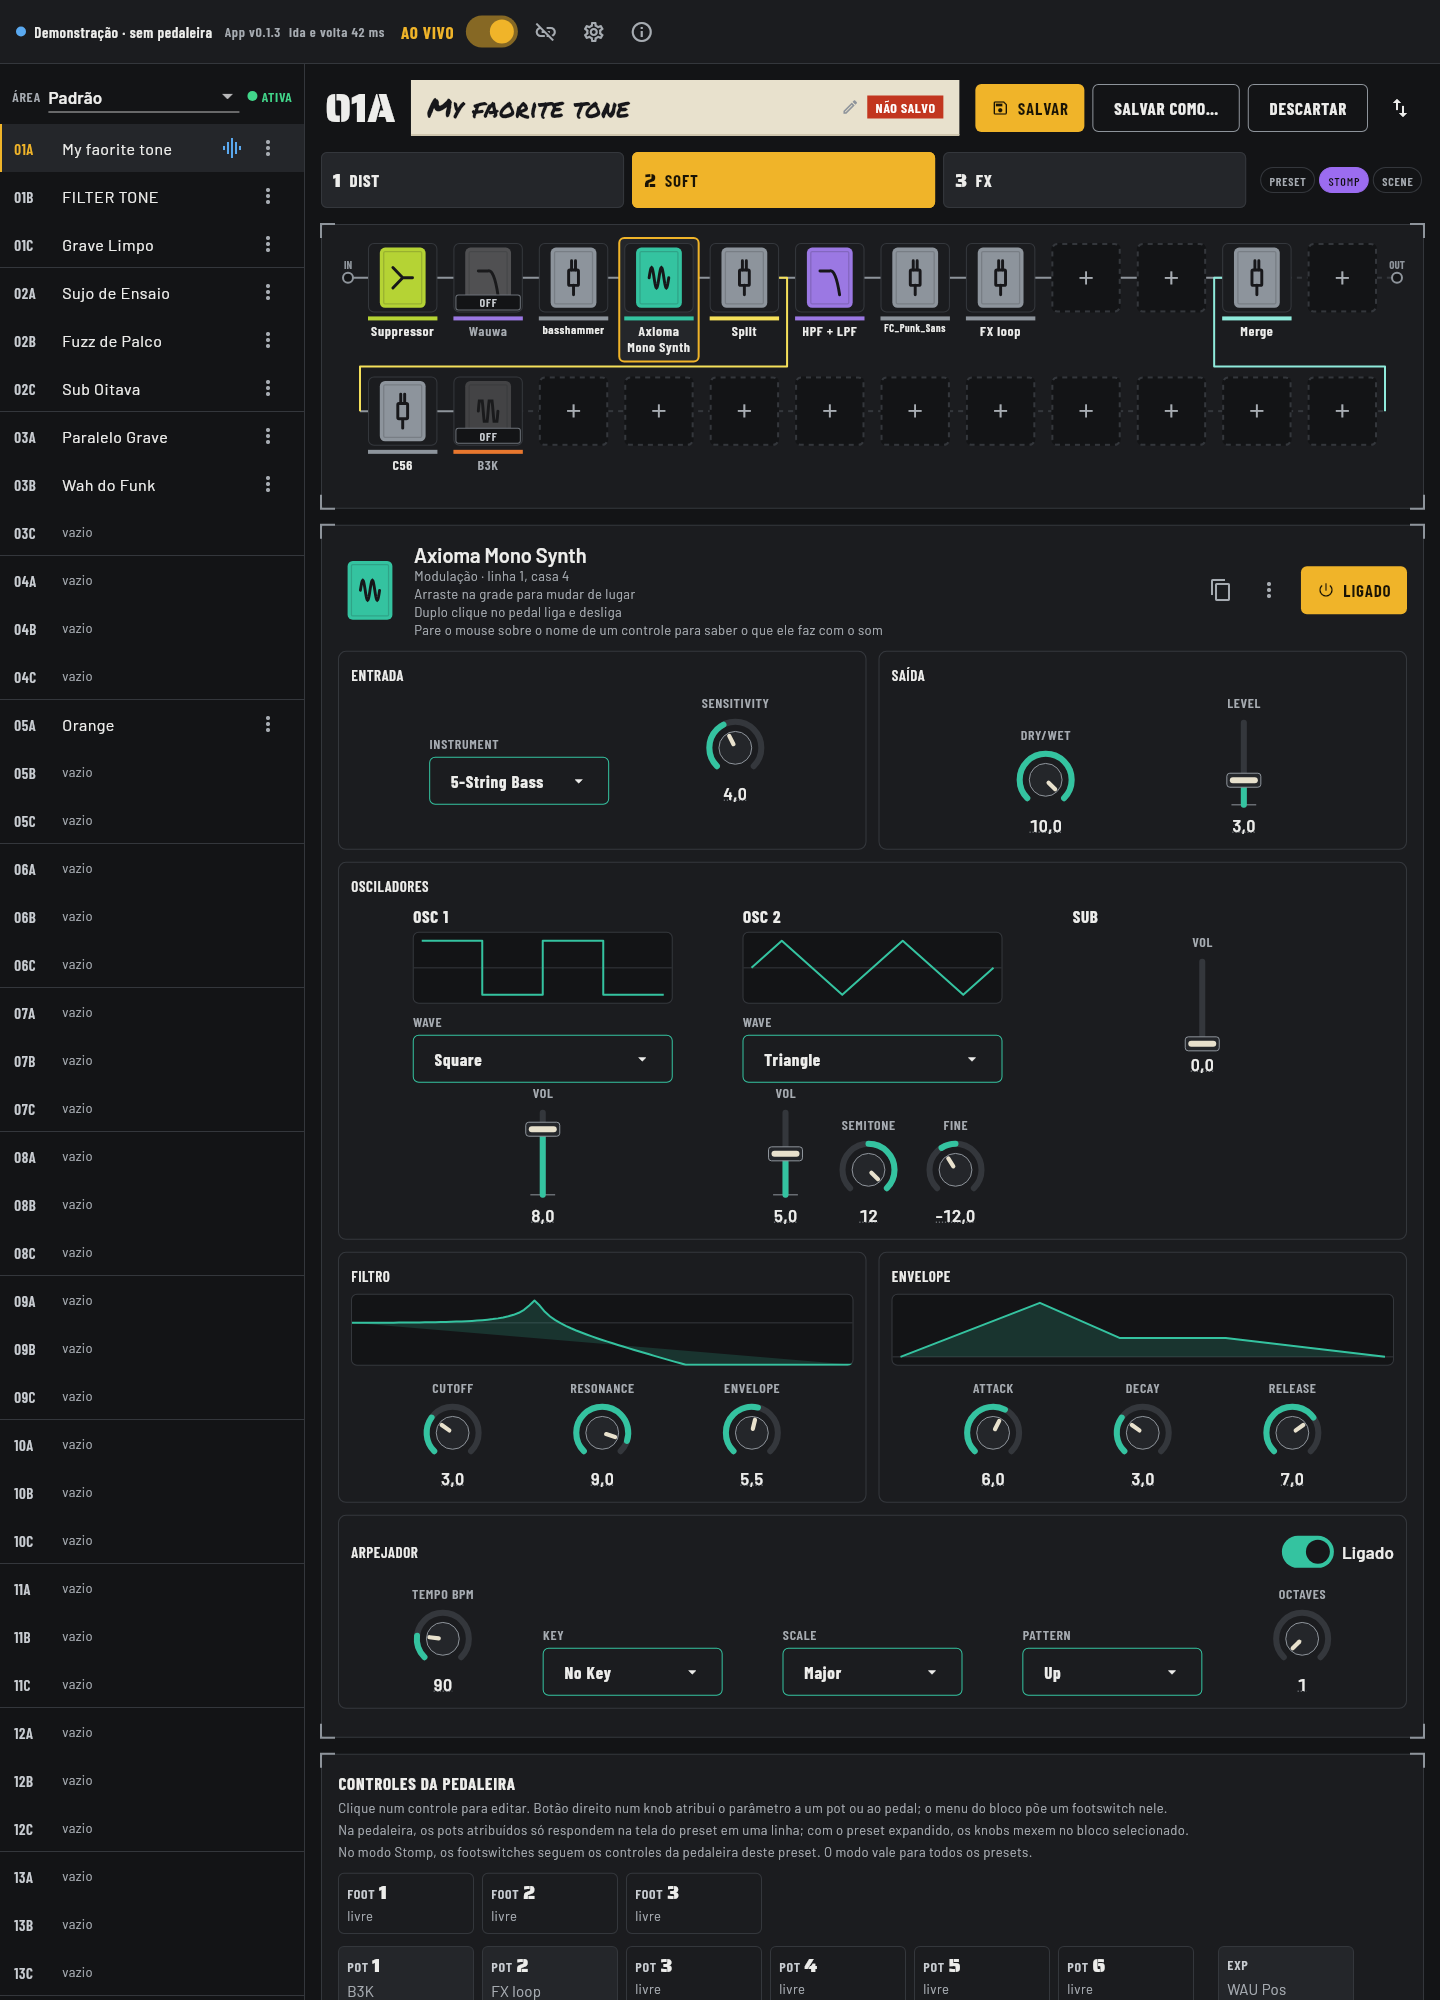 Demonstração · sem pedaleira App v0.1.3 Ida e volta 42 ms AO VIVO
ÁREA Padrão ATIVA
01A My faorite tone
01B FILTER TONE
01C Grave Limpo
02A Sujo de Ensaio
02B Fuzz de Palco
02C Sub Oitava
03A Paralelo Grave
03B Wah do Funk
03C vazio
04A vazio
04B vazio
04C vazio
05A Orange
05B vazio
05C vazio
06A vazio
06B vazio
06C vazio
07A vazio
07B vazio
07C vazio
08A vazio
08B vazio
08C vazio
09A vazio
09B vazio
09C vazio
10A vazio
10B vazio
10C vazio
11A vazio
11B vazio
11C vazio
12A vazio
12B vazio
12C vazio
13A vazio
13B vazio
13C vazio
01A My faorite tone NÃO SALVO SALVAR SALVAR COMO... DESCARTAR
1 DIST 2 SOFT 3 FX PRESET STOMP SCENE
IN OUT
OFF
Suppressor Wauwa basshammer Axioma Mono Synth Split HPF + LPF FC_Punk_Sans FX loop + + Merge +
OFF
C56 B3K + + + + + + + + + +
Axioma Mono Synth
Modulação · linha 1, casa 4
Arraste na grade para mudar de lugar
Duplo clique no pedal liga e desliga
Pare o mouse sobre o nome de um controle para saber o que ele faz com o som
LIGADO
ENTRADA
INSTRUMENT SENSITIVITY
5-String Bass
4,0
SAÍDA
DRY/WET LEVEL
10,0 3,0
OSCILADORES
OSC 1 OSC 2 SUB
VOL
WAVE WAVE
Square Triangle
0,0
VOL VOL SEMITONE FINE
8,0 5,0 12 -12,0
FILTRO
CUTOFF RESONANCE ENVELOPE
3,0 9,0 5,5
ENVELOPE
ATTACK DECAY RELEASE
6,0 3,0 7,0
ARPEJADOR Ligado
TEMPO BPM KEY SCALE PATTERN OCTAVES
No Key Major Up
90 1
CONTROLES DA PEDALEIRA
Clique num controle para editar. Botão direito num knob atribui o parâmetro a um pot ou ao pedal; o menu do bloco põe um footswitch nele.
Na pedaleira, os pots atribuídos só respondem na tela do preset em uma linha; com o preset expandido, os knobs mexem no bloco selecionado.
No modo Stomp, os footswitches seguem os controles da pedaleira deste preset. O modo vale para todos os presets.
FOOT 1 FOOT 2 FOOT 3
livre livre livre
POT 1 POT 2 POT 3 POT 4 POT 5 POT 6 EXP
B3K FX loop livre livre livre livre WAU Pos